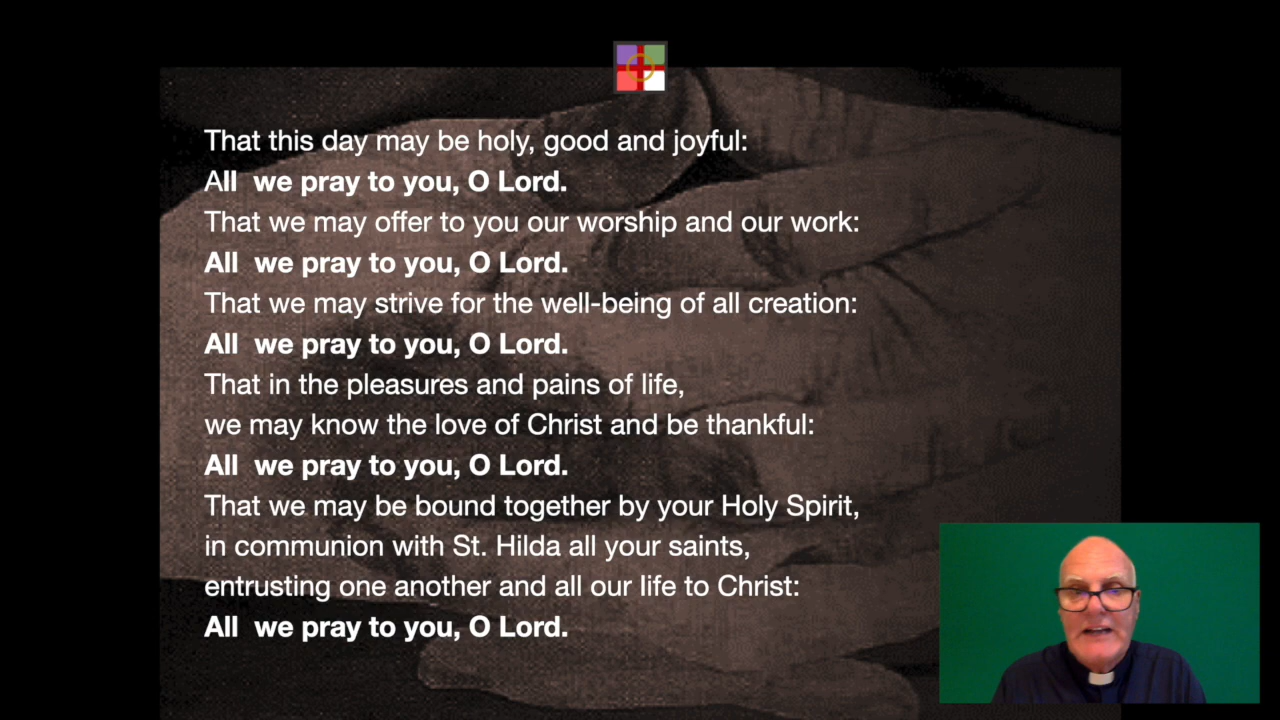 That this day may be holy, good and joyful:
All  we pray to you, O Lord.
That we may offer to you our worship and our work:
All  we pray to you, O Lord.
That we may strive for the well-being of all creation:
All  we pray to you, O Lord.
That in the pleasures and pains of life,
we may know the love of Christ and be thankful:
All  we pray to you, O Lord.
That we may be bound together by your Holy Spirit,
in communion with St. Hilda all your saints,
entrusting one another and all our life to Christ:
All  we pray to you, O Lord.